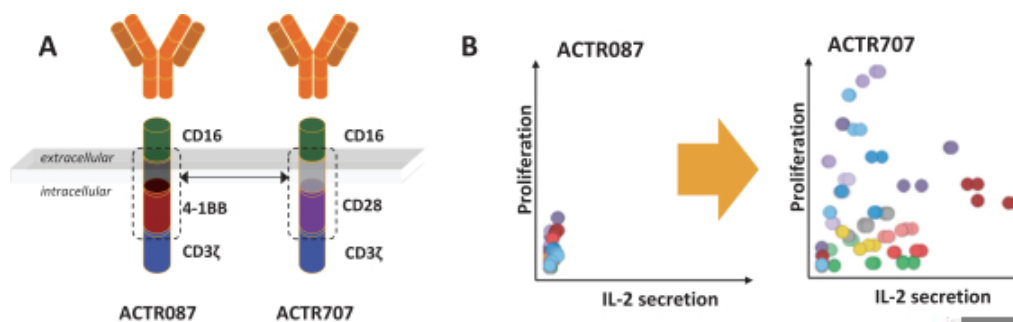 A
CD16
CD16
extracellular
intracellular
4-1BB
CD28
CD3ζ
CD3ζ
ACTR087
ACTR707
B
ACTR087
ACTR707
Proliferation
Proliferation
IL-2 secretion
IL-2 secretion